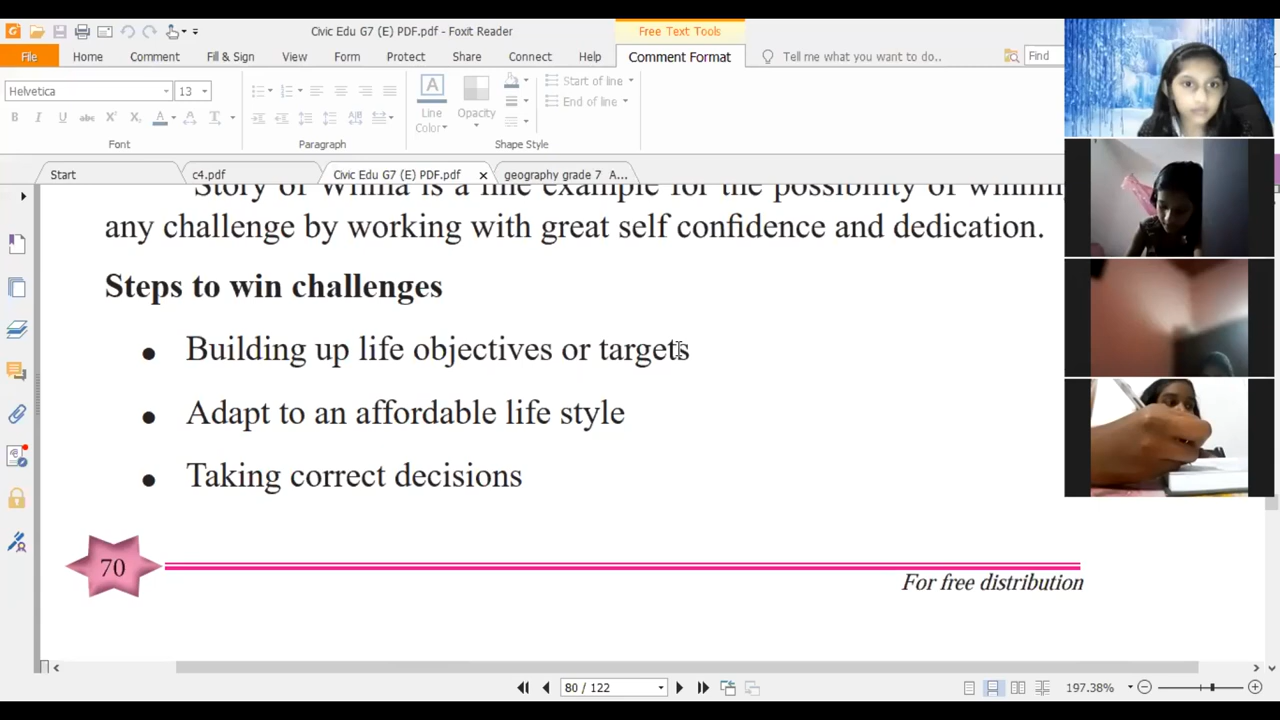 Civic Edu G7 (E) PDF.pdf - Foxit Reader
Free Text Tools
File
Home
Comment
Fill & Sign
View
Form
Protect
Share
Connect
Help
Comment Format
Tell me what you want to do..
Find
Helvetica
13
Line Color
Opacity
Start of line
End of line
Font
Paragraph
Shape Style
Start
c4.pdf
Civic Edu G7 (E) PDF.pdf
geography grade 7 A...
Story of Wilma is a fine example for the possibility of
any challenge by working with great self confidence and dedication.
Steps to win challenges
• Building up life objectives or targets
• Adapt to an affordable life style
• Taking correct decisions
70
For free distribution
80 / 122
197.38%